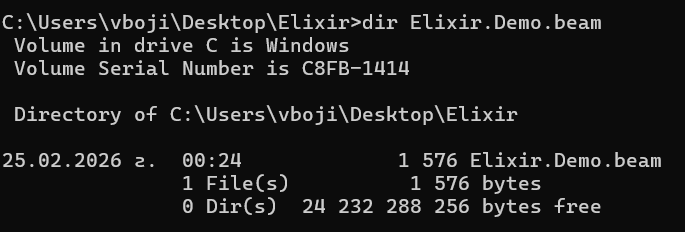 C:\Users\vboji\Desktop\Elixir>dir Elixir.Demo.beam
 Volume in drive C is Windows
 Volume Serial Number is C8FB-1414

 Directory of C:\Users\vboji\Desktop\Elixir

25.02.2026 г.  00:24             1 576 Elixir.Demo.beam
               1 File(s)          1 576 bytes
               0 Dir(s)  24 232 288 256 bytes free